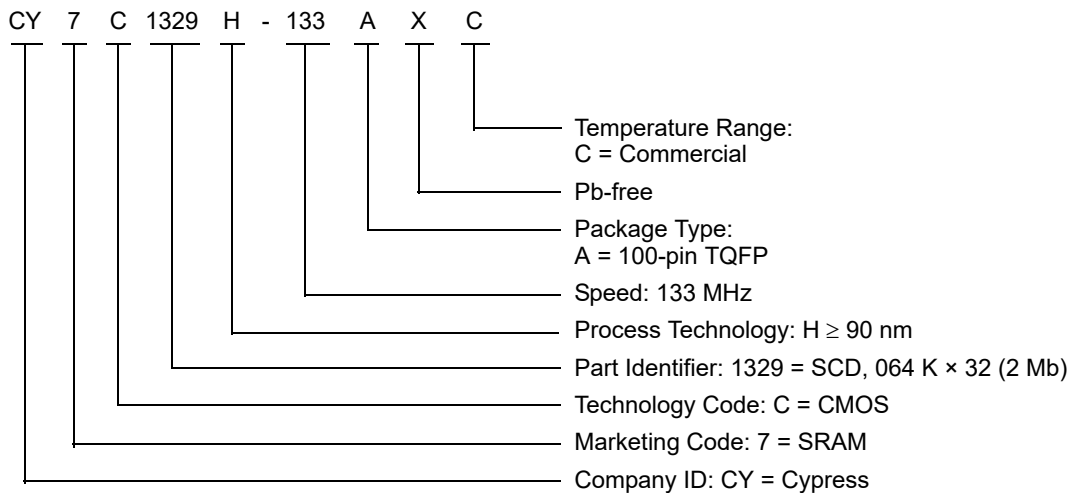 CY 7 C 1329 H - 133 A X C
Temperature Range:
C = Commercial
Pb-free
Package Type:
A = 100-pin TQFP
Speed: 133 MHz
Process Technology: H ≥ 90 nm
Part Identifier: 1329 = SCD, 064 K × 32 (2 Mb)
Technology Code: C = CMOS
Marketing Code: 7 = SRAM
Company ID: CY = Cypress